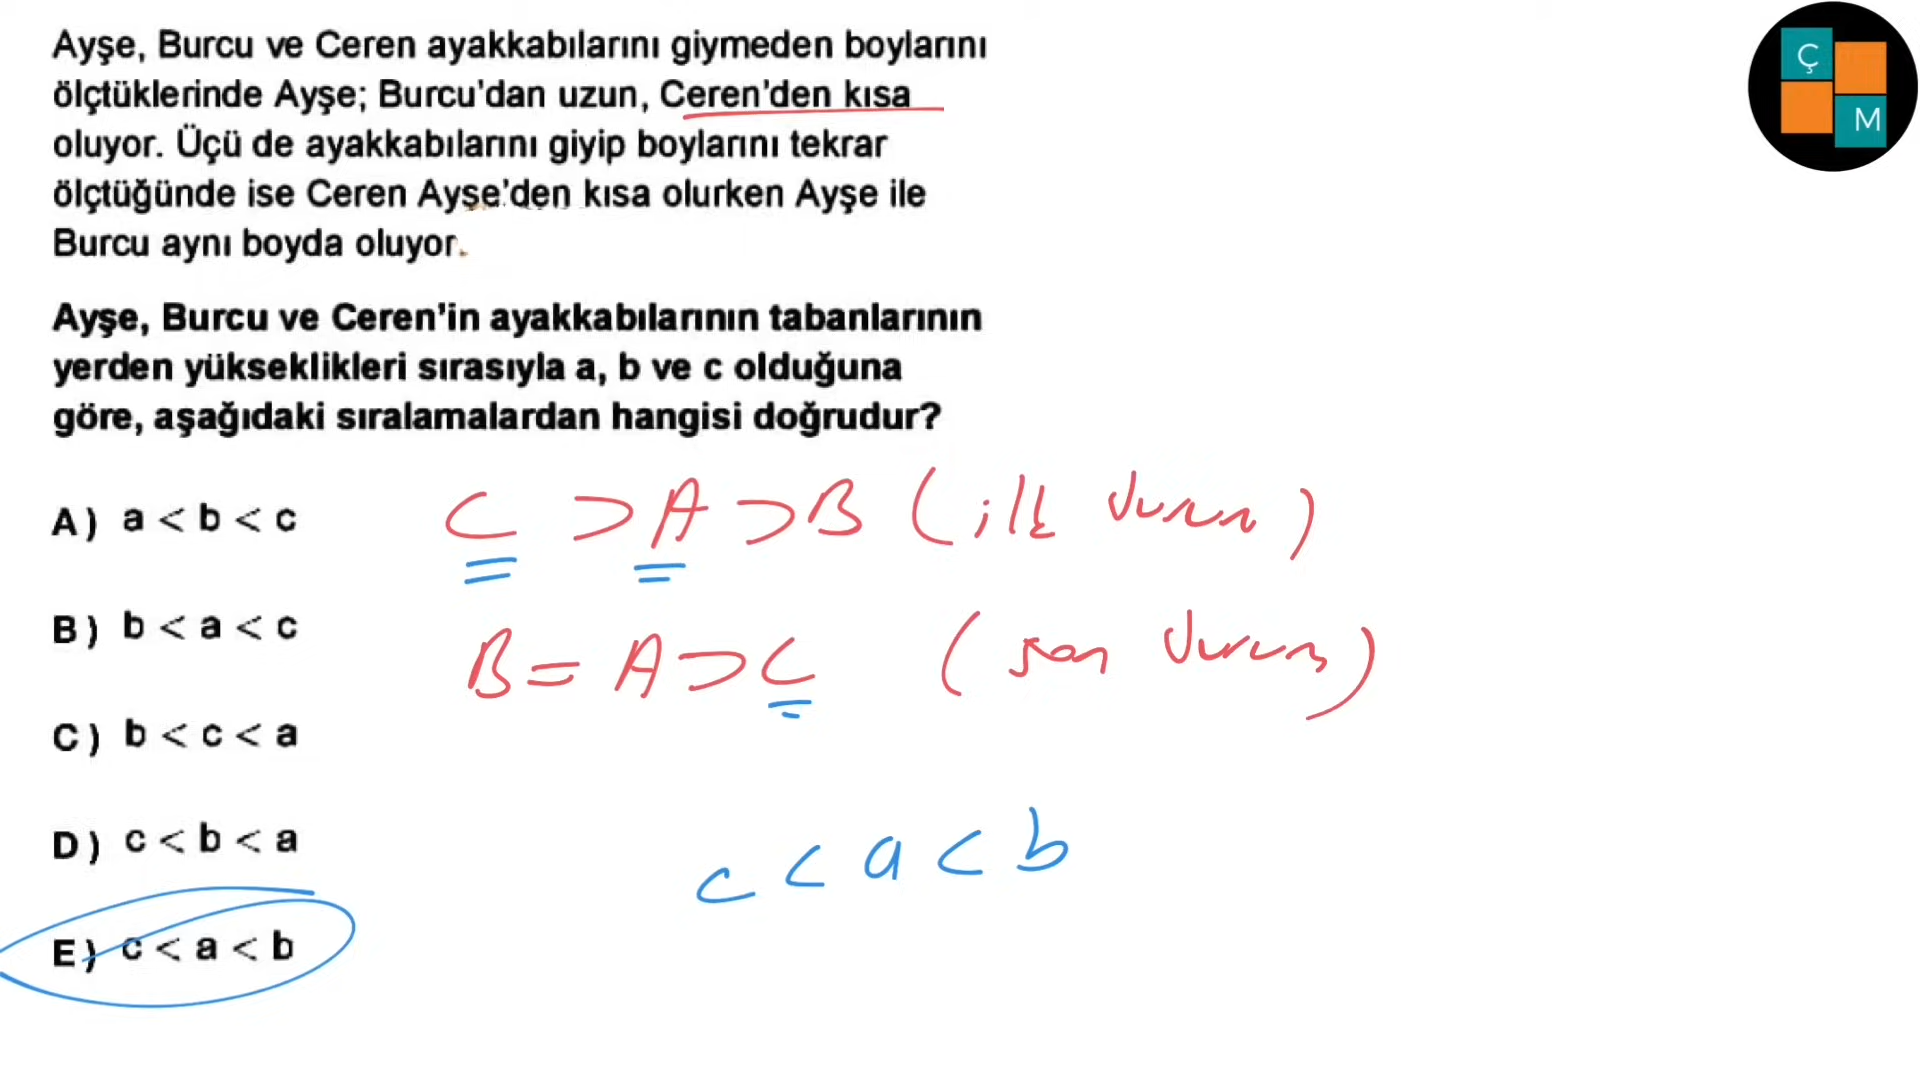 Ayşe, Burcu ve Ceren ayakkabılarını giymeden boylarını
ölçtüklerinde Ayşe; Burcu'dan uzun, Ceren'den kısa
oluyor. Üçü de ayakkabılarını giyip boylarını tekrar
ölçtüğünde ise Ceren Ayşe'den kısa olurken Ayşe ile
Burcu aynı boyda oluyor.
Ayşe, Burcu ve Ceren'in ayakkabılarının tabanlarının
yerden yükseklikleri sırasıyla a, b ve c olduğuna
göre, aşağıdaki sıralamalardan hangisi doğrudur?
A) a < b < c
B) b < a < c
C) b < c < a
D) c < b < a
E) c < a < b
C > A > B (ilk durum)
B = A > C (son durum)
c < a < b
Ç
M